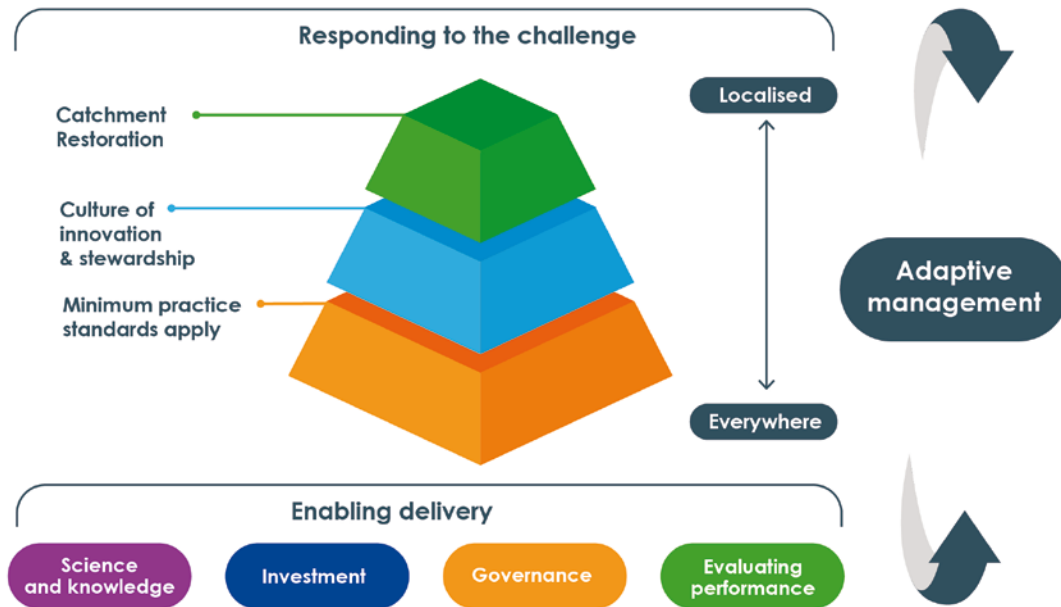 Responding to the challenge
Catchment
Restoration
Culture of
innovation
& stewardship
Minimum practice
standards apply
Localised
Everywhere
Adaptive
management
Enabling delivery
Science
and knowledge
Investment
Governance
Evaluating
performance